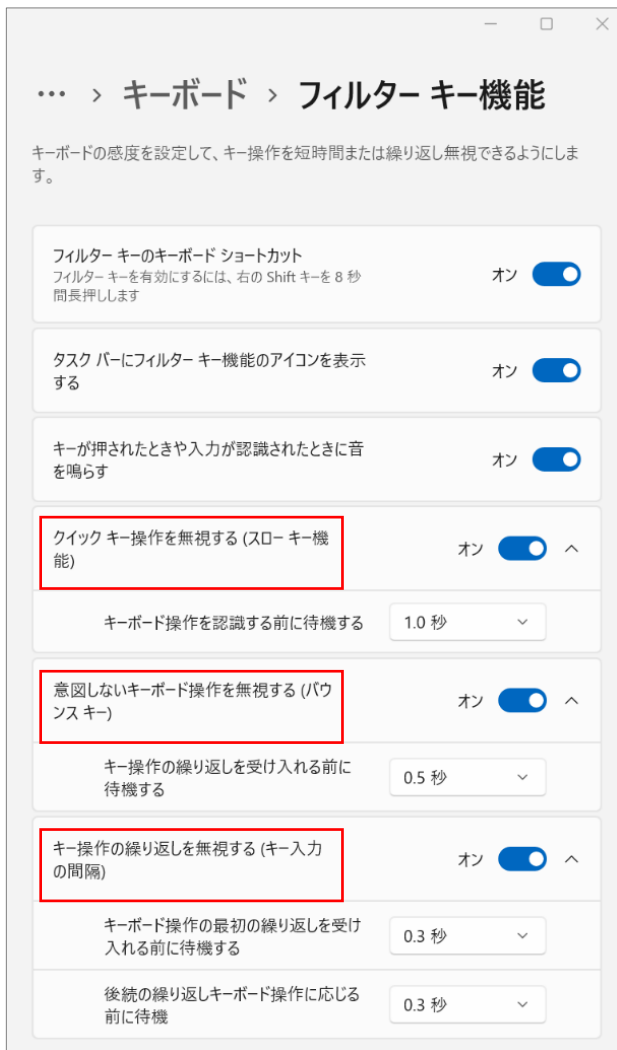 … > キーボード > フィルター キー機能
キーボードの感度を設定して、キー操作を短時間または繰り返し無視できるようにしま
す。
フィルター キーのキーボード ショートカット
フィルター キーを有効にするには、右の Shift キーを 8 秒
間長押しします
オン
タスク バーにフィルター キー機能のアイコンを表示
する
オン
キーが押されたときや入力が認識されたときに音
を鳴らす
オン
クイック キー操作を無視する (スロー キー機
能)
オン
キーボード操作を認識する前に待機する
1.0 秒
意図しないキーボード操作を無視する (バウ
ンス キー)
オン
キー操作の繰り返しを受け入れる前に
待機する
0.5 秒
キー操作の繰り返しを無視する (キー入力
の間隔)
オン
キーボード操作の最初の繰り返しを受け
入れる前に待機する
0.3 秒
後続の繰り返しキーボード操作に応じる
前に待機
0.3 秒